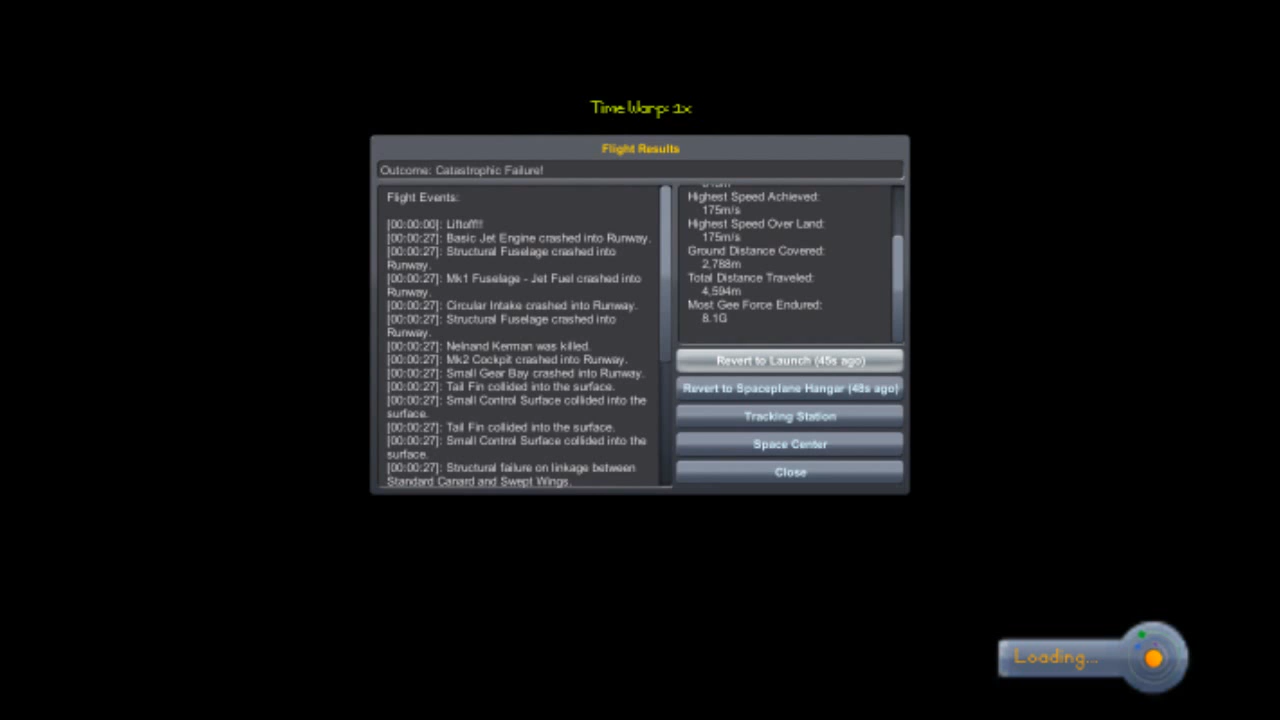 Time Warp: 1x
Flight Results
Outcome: Catastrophic Failure!
Flight Events:
[00:00:00]: Liftoff!!
[00:00:27]: Basic Jet Engine crashed into Runway.
[00:00:27]: Structural Fuselage crashed into
Runway.
[00:00:27]: Mk1 Fuselage - Jet Fuel crashed into
Runway.
[00:00:27]: Circular Intake crashed into Runway.
[00:00:27]: Structural Fuselage crashed into
Runway.
[00:00:27]: Nelnand Kerman was killed.
[00:00:27]: Mk2 Cockpit crashed into Runway.
[00:00:27]: Small Gear Bay crashed into Runway.
[00:00:27]: Tail Fin collided into the surface.
[00:00:27]: Small Control Surface collided into the
surface.
[00:00:27]: Tail Fin collided into the surface.
[00:00:27]: Small Control Surface collided into the
surface.
[00:00:27]: Structural failure on linkage between
Standard Canard and Swept Wings.
Highest Speed Achieved:
175m/s
Highest Speed Over Land:
175m/s
Ground Distance Covered:
2,788m
Total Distance Traveled:
4,594m
Most Gee Force Endured:
8.1G
Revert to Launch (45s ago)
Revert to Spaceplane Hangar (48s ago)
Tracking Station
Space Center
Close
Loading...